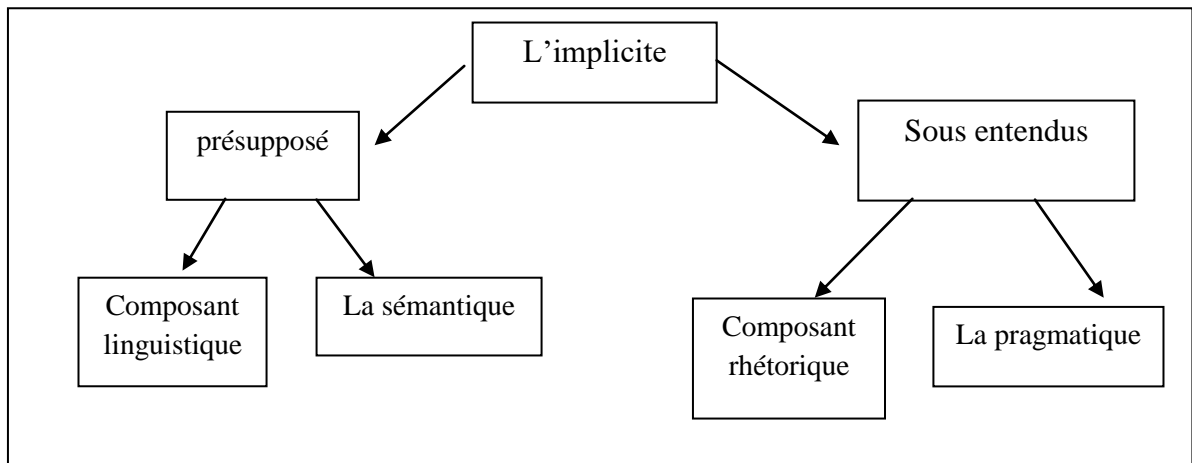 L’implicite
présupposé
Sous entendus
Composant
linguistique
La sémantique
Composant
rhétorique
La pragmatique